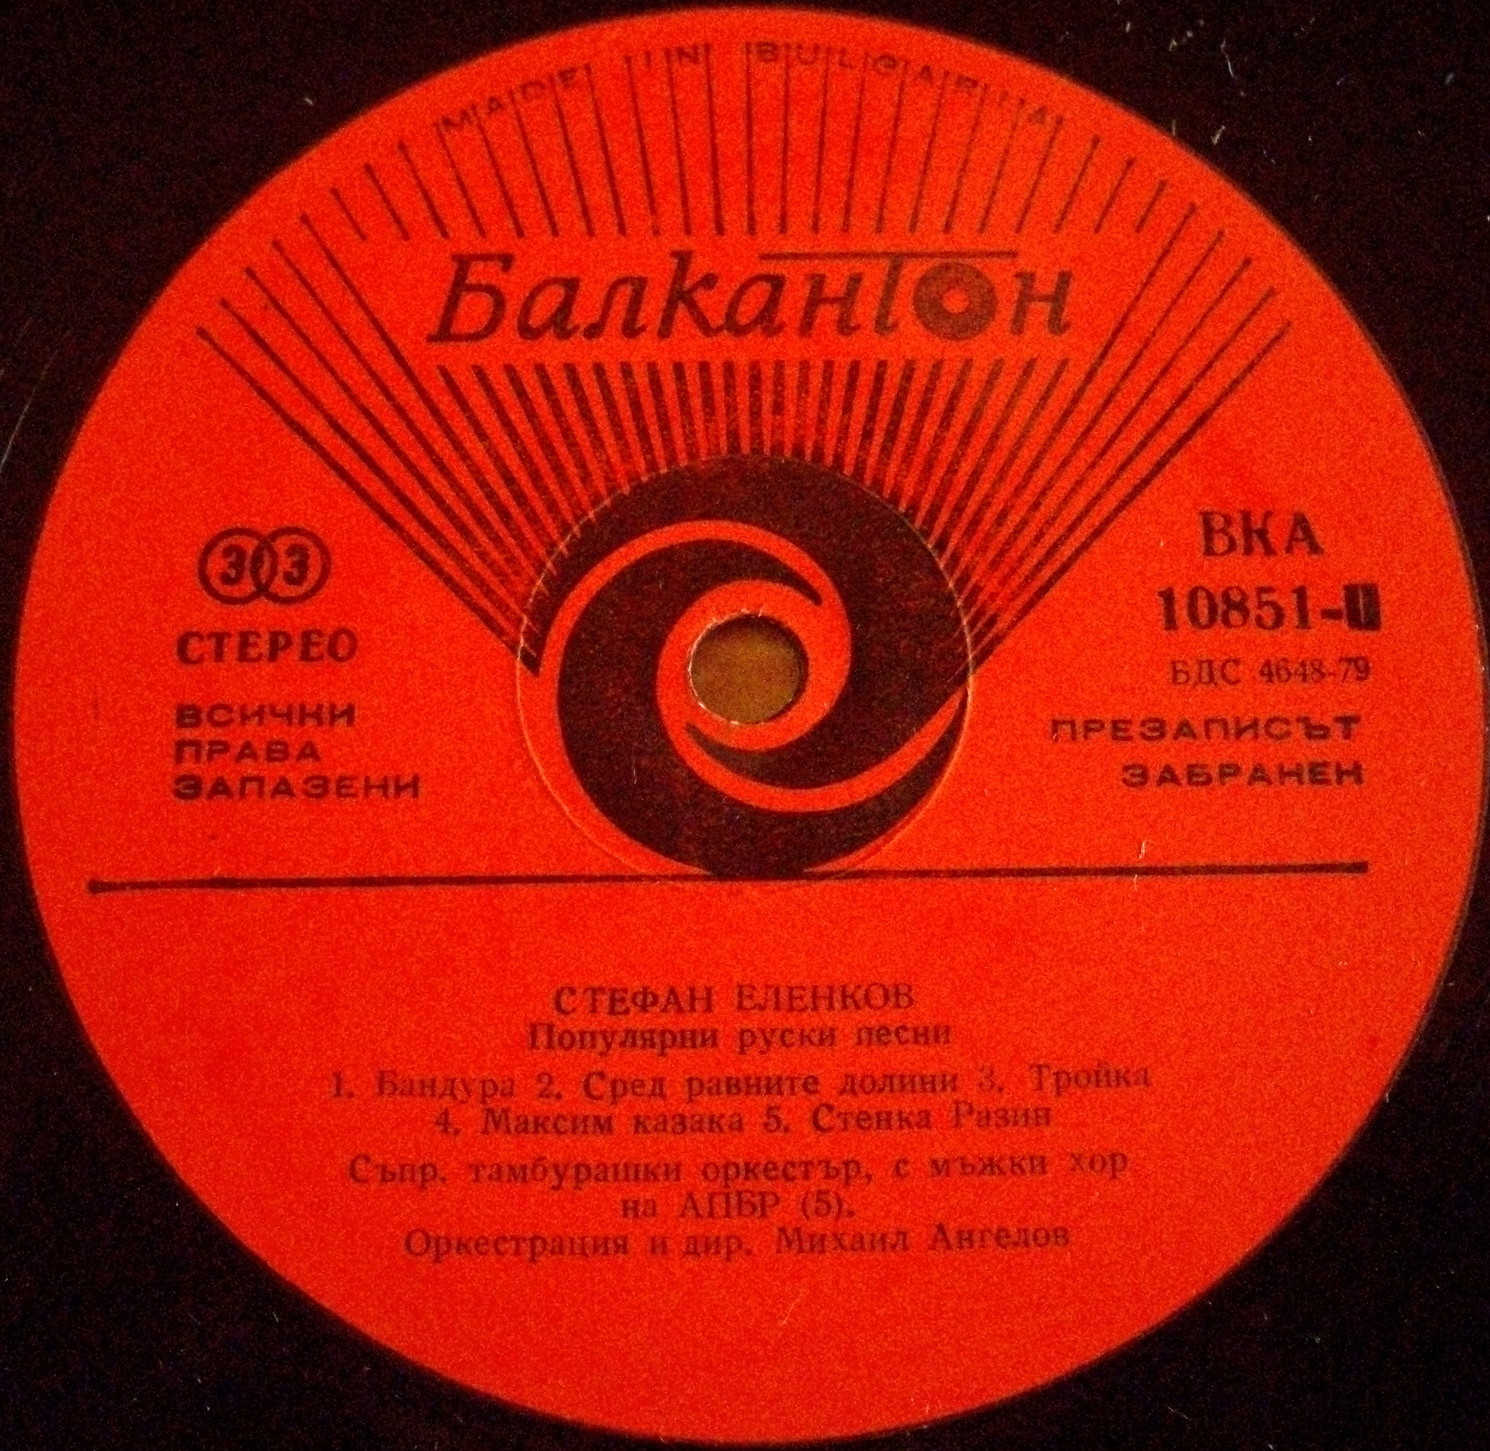 MADE IN BULGARIA
Балкантон
33
СТЕРЕО
ВСИЧКИ
ПРАВА
ЗАПАЗЕНИ
ВКА
10851-II
БДС 4648-79
ПРЕЗАПИСЪТ
ЗАБРАНЕН
СТЕФАН ЕЛЕНКОВ
Популярни руски песни
1. Бандура 2. Сред равните долини 3. Тройка
4. Максим казака 5. Стенка Разин
Съпр. тамбурашки оркестър, с мъжки хор
на АПБР (5).
Оркестрация и дир. Михаил Ангелов